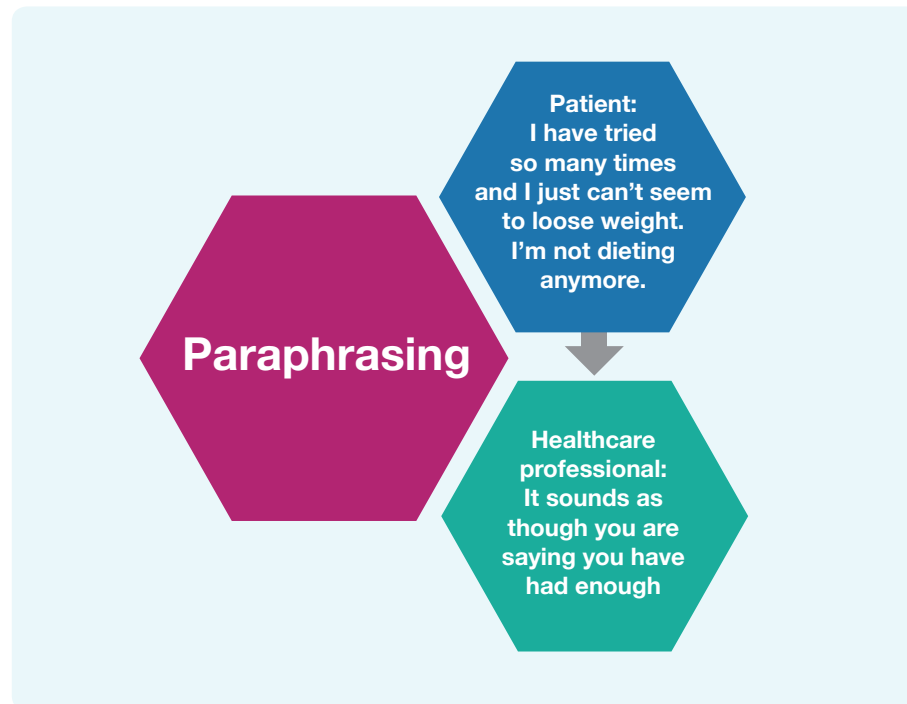 Paraphrasing
Patient:
I have tried
so many times
and I just can’t seem
to loose weight.
I’m not dieting
anymore.
Healthcare
professional:
It sounds as
though you are
saying you have
had enough